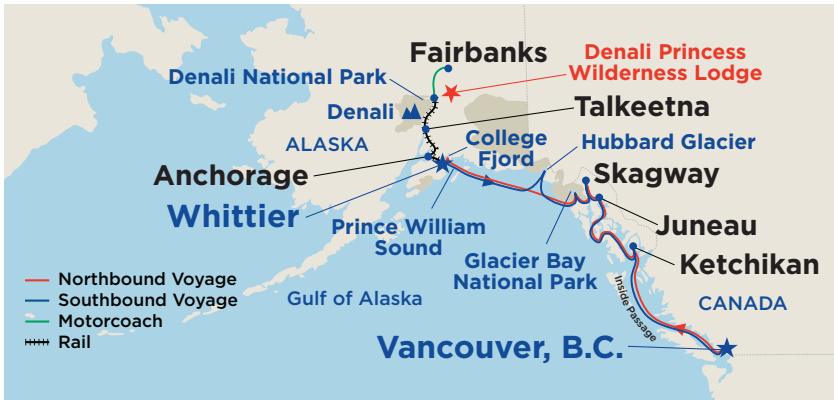 Fairbanks
Denali Princess
Wilderness Lodge
Denali National Park
Denali
Talkeetna
ALASKA
College
Fjord
Hubbard Glacier
Anchorage
Skagway
Whittier
Prince William
Sound
Juneau
Glacier Bay
National Park
Ketchikan
Northbound Voyage
Southbound Voyage
Motorcoach
Rail
Gulf of Alaska
Inside Passage
CANADA
Vancouver, B.C.